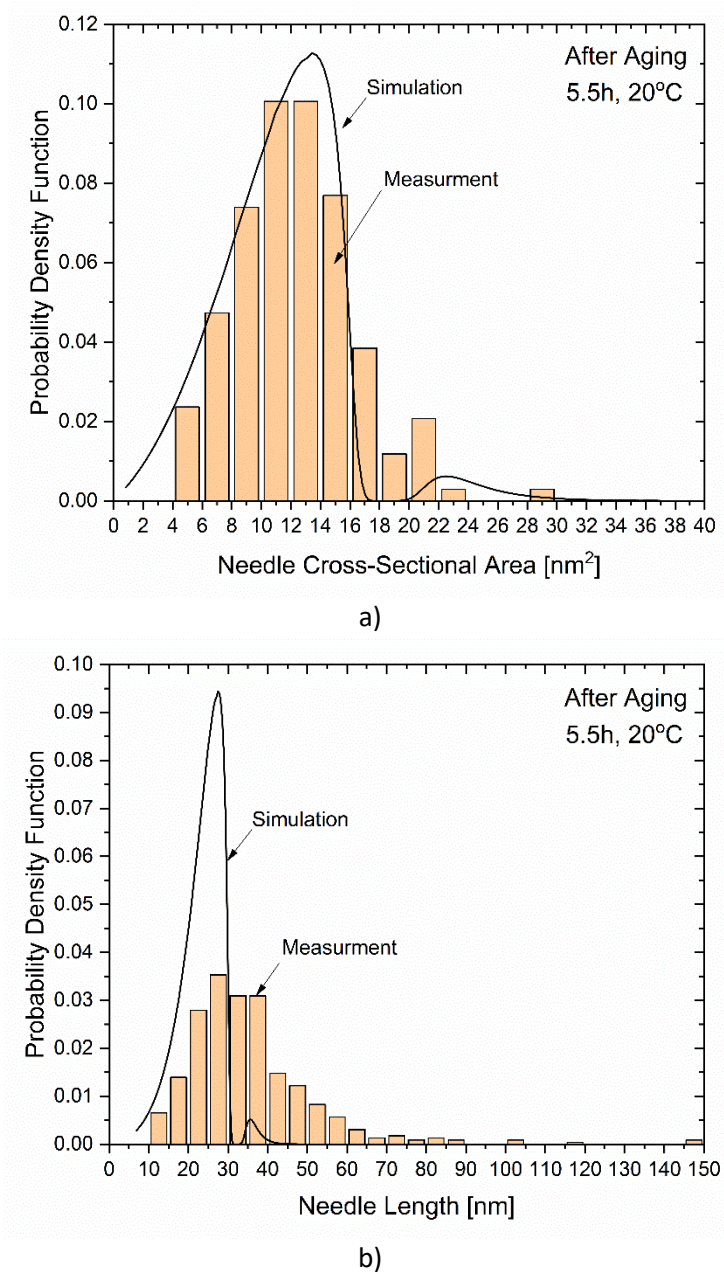 0.12
0.10
0.08
0.06
0.04
0.02
0.00
Probability Density Function
After Aging
5.5h, 20°C
Simulation
Measurment
0 2 4 6 8 10 12 14 16 18 20 22 24 26 28 30 32 34 36 38 40
Needle Cross-Sectional Area [nm²]
a)
0.10
0.09
0.08
0.07
0.06
0.05
0.04
0.03
0.02
0.01
0.00
Probability Density Function
After Aging
5.5h, 20°C
Simulation
Measurment
0 10 20 30 40 50 60 70 80 90 100 110 120 130 140 150
Needle Length [nm]
b)